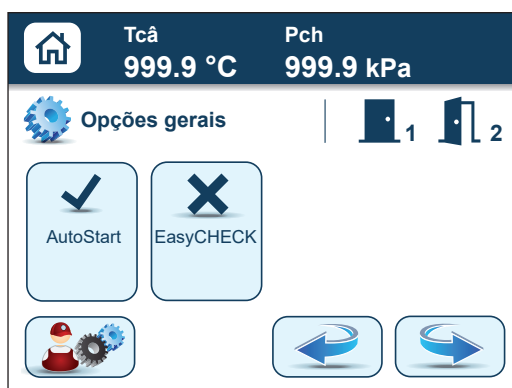 Tcâ Pch
999.9 °C 999.9 kPa
Opções gerais 1 2
AutoStart EasyCHECK